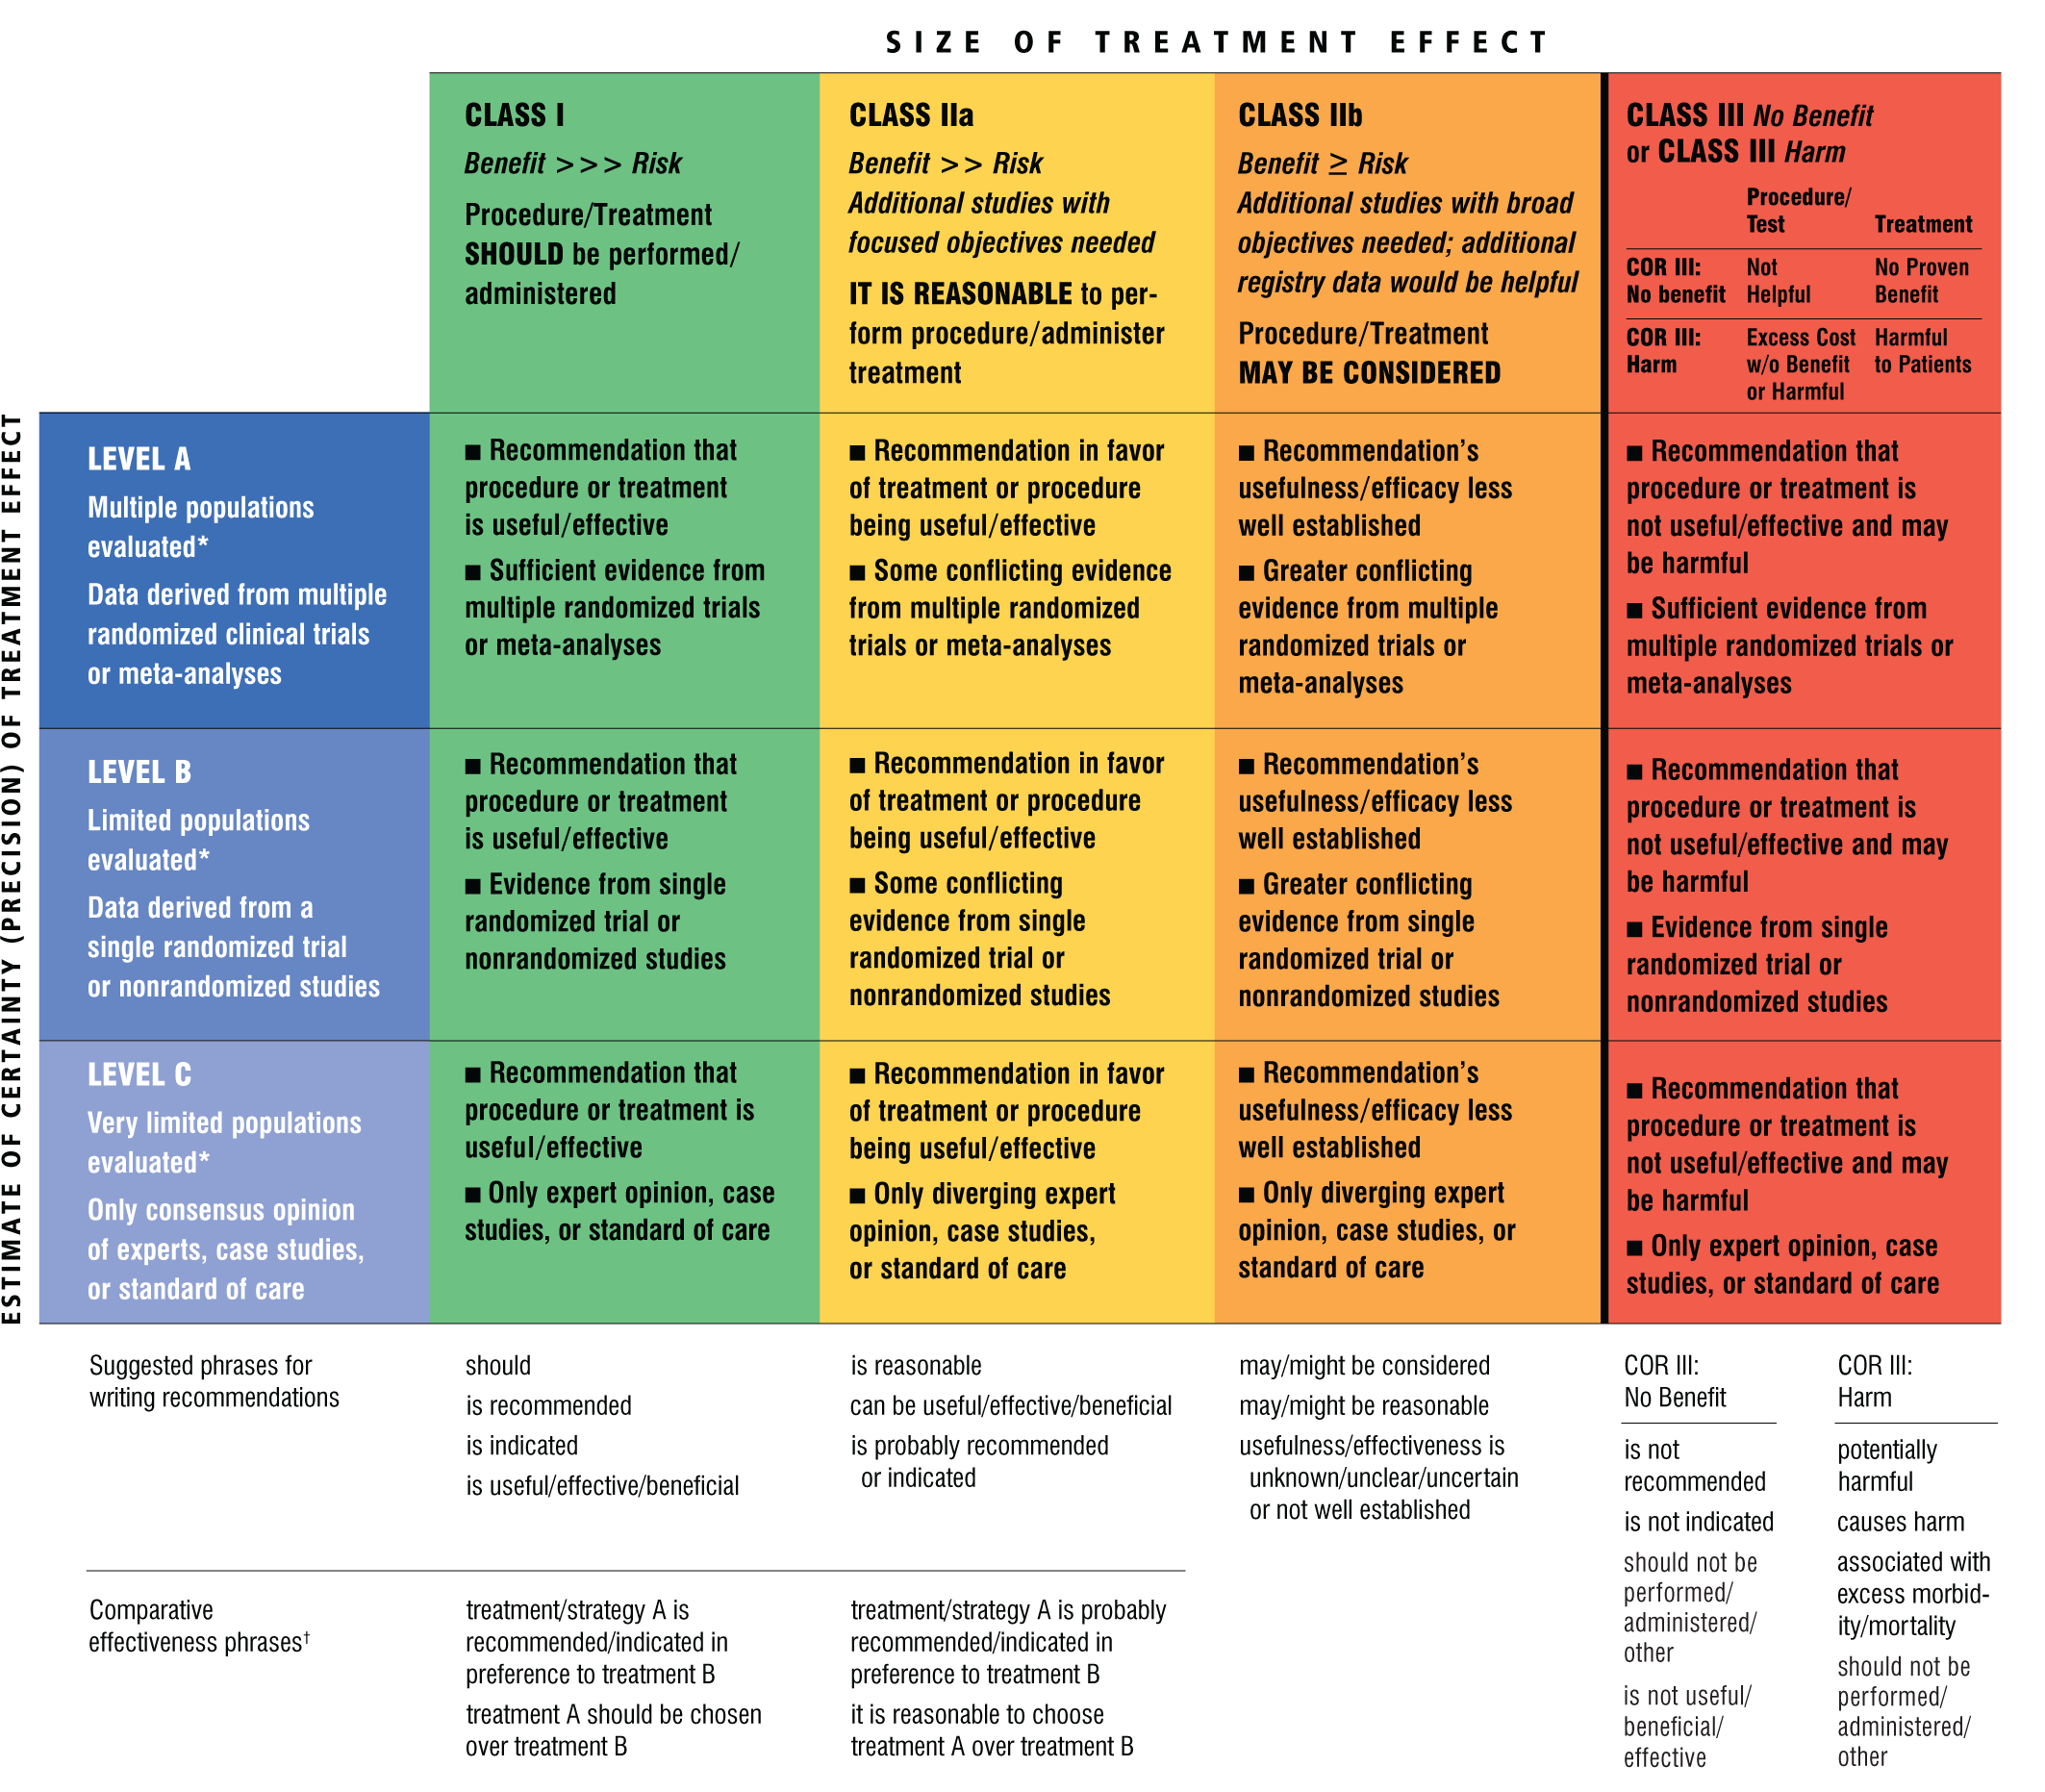 SIZE OF TREATMENT EFFECT
CLASS I
Benefit >>> Risk
Procedure/Treatment
SHOULD be performed/
administered
CLASS IIa
Benefit >> Risk
Additional studies with
focused objectives needed
IT IS REASONABLE to per-
form procedure/administer
treatment
CLASS IIb
Benefit ≥ Risk
Additional studies with broad
objectives needed; additional
registry data would be helpful
Procedure/Treatment
MAY BE CONSIDERED
CLASS III No Benefit
or CLASS III Harm
Procedure/
Test
Treatment
COR III:
No benefit
Not
Helpful
No Proven
Benefit
COR III:
Harm
Excess Cost
w/o Benefit
or Harmful
Harmful
to Patients
ESTIMATE OF CERTAINTY (PRECISION) OF TREATMENT EFFECT
LEVEL A
Multiple populations
evaluated*
Data derived from multiple
randomized clinical trials
or meta-analyses
■ Recommendation that
procedure or treatment
is useful/effective
■ Sufficient evidence from
multiple randomized trials
or meta-analyses
■ Recommendation in favor
of treatment or procedure
being useful/effective
■ Some conflicting evidence
from multiple randomized
trials or meta-analyses
■ Recommendation's
usefulness/efficacy less
well established
■ Greater conflicting
evidence from multiple
randomized trials or
meta-analyses
■ Recommendation that
procedure or treatment is
not useful/effective and may
be harmful
■ Sufficient evidence from
multiple randomized trials or
meta-analyses
LEVEL B
Limited populations
evaluated*
Data derived from a
single randomized trial
or nonrandomized studies
■ Recommendation that
procedure or treatment
is useful/effective
■ Evidence from single
randomized trial or
nonrandomized studies
■ Recommendation in favor
of treatment or procedure
being useful/effective
■ Some conflicting
evidence from single
randomized trial or
nonrandomized studies
■ Recommendation's
usefulness/efficacy less
well established
■ Greater conflicting
evidence from single
randomized trial or
nonrandomized studies
■ Recommendation that
procedure or treatment is
not useful/effective and may
be harmful
■ Evidence from single
randomized trial or
nonrandomized studies
LEVEL C
Very limited populations
evaluated*
Only consensus opinion
of experts, case studies,
or standard of care
■ Recommendation that
procedure or treatment is
useful/effective
■ Only expert opinion, case
studies, or standard of care
■ Recommendation in favor
of treatment or procedure
being useful/effective
■ Only diverging expert
opinion, case studies,
or standard of care
■ Recommendation's
usefulness/efficacy less
well established
■ Only diverging expert
opinion, case studies, or
standard of care
■ Recommendation that
procedure or treatment is
not useful/effective and may
be harmful
■ Only expert opinion, case
studies, or standard of care
Suggested phrases for
writing recommendations
should
is recommended
is indicated
is useful/effective/beneficial
is reasonable
can be useful/effective/beneficial
is probably recommended
or indicated
may/might be considered
may/might be reasonable
usefulness/effectiveness is
unknown/unclear/uncertain
or not well established
COR III:
No Benefit
is not
recommended
is not indicated
should not be
performed/
administered/
other
is not useful/
beneficial/
effective
COR III:
Harm
potentially
harmful
causes harm
associated with
excess morbid-
ity/mortality
should not be
performed/
administered/
other
Comparative
effectiveness phrases†
treatment/strategy A is
recommended/indicated in
preference to treatment B
treatment A should be chosen
over treatment B
treatment/strategy A is probably
recommended/indicated in
preference to treatment B
it is reasonable to choose
treatment A over treatment B